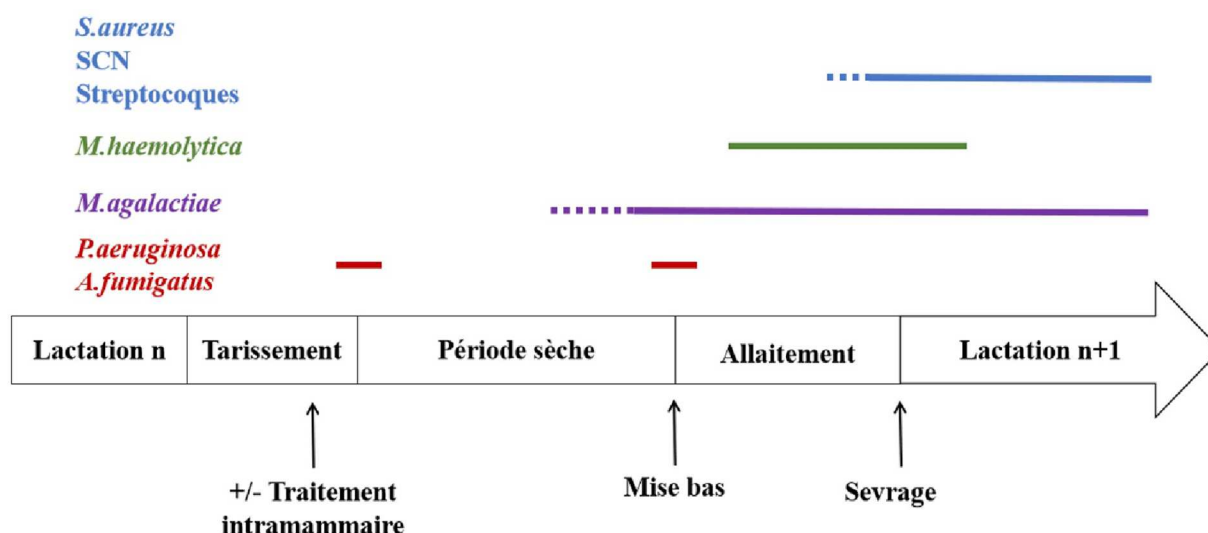 S.aureus
SCN
Streptocoques
M.haemolytica
M.agalactiae
P.aeruginosa
A.fumigatus
Lactation n
Tarissement
Période sèche
Allaitement
Lactation n+1
+/- Traitement
intramammaire
Mise bas
Sevrage